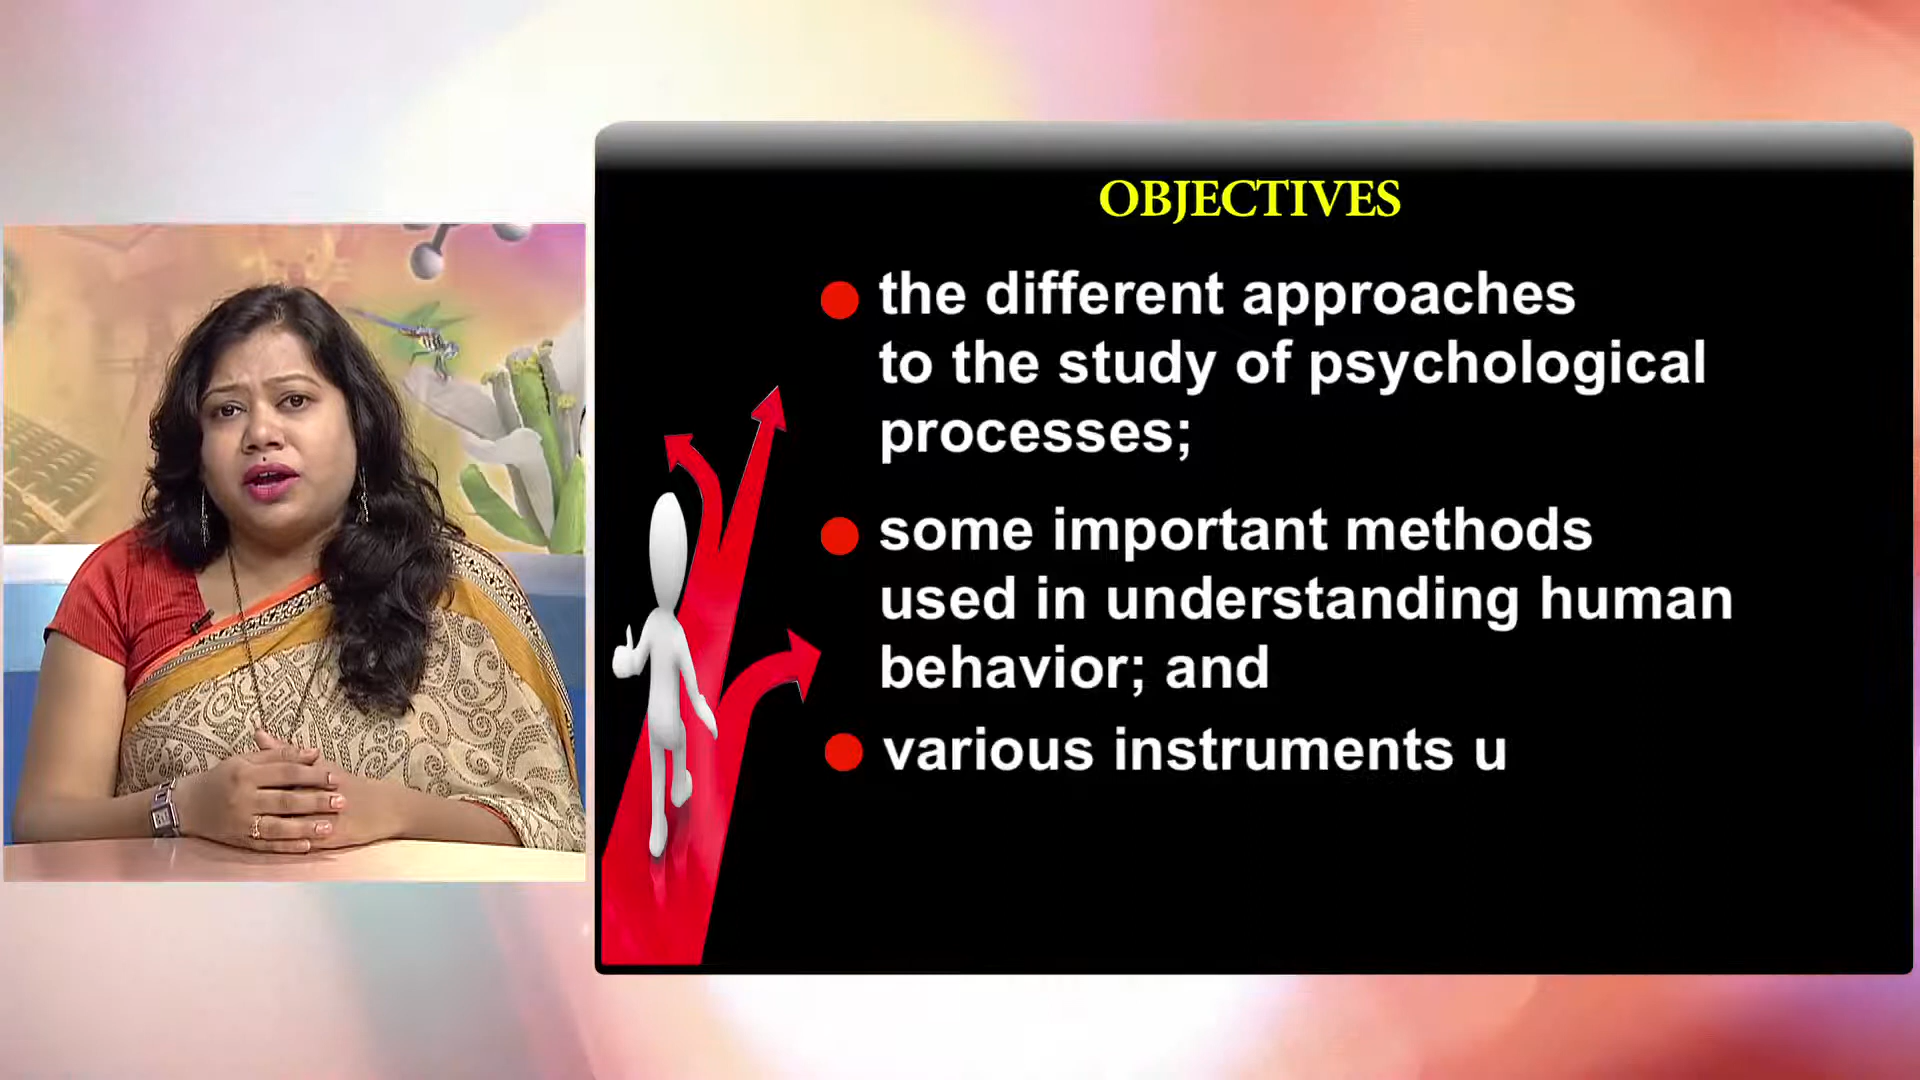 OBJECTIVES
the different approaches
to the study of psychological
processes;
some important methods
used in understanding human
behavior; and
various instruments u